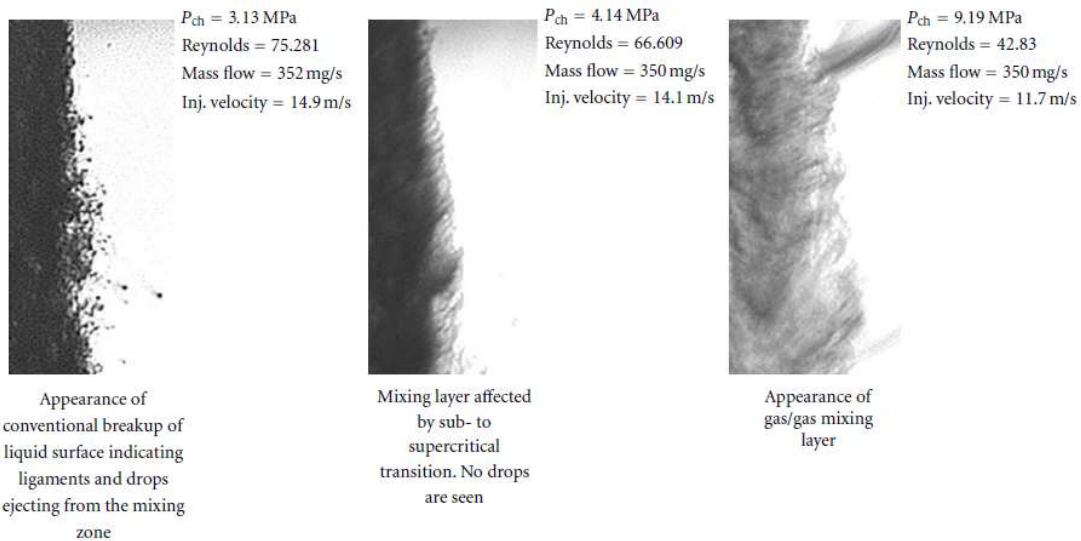 P_ch = 3.13 MPa
Reynolds = 75.281
Mass flow = 352 mg/s
Inj. velocity = 14.9 m/s
Appearance of
conventional breakup of
liquid surface indicating
ligaments and drops
ejecting from the mixing
zone
P_ch = 4.14 MPa
Reynolds = 66.609
Mass flow = 350 mg/s
Inj. velocity = 14.1 m/s
Mixing layer affected
by sub- to
supercritical
transition. No drops
are seen
P_ch = 9.19 MPa
Reynolds = 42.83
Mass flow = 350 mg/s
Inj. velocity = 11.7 m/s
Appearance of
gas/gas mixing
layer